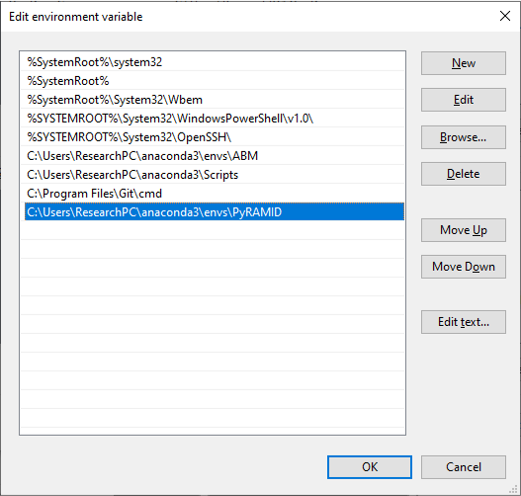 Edit environment variable
%SystemRoot%\system32
%SystemRoot%
%SystemRoot%\System32\Wbem
%SYSTEMROOT%\System32\WindowsPowerShell\v1.0\
%SYSTEMROOT%\System32\OpenSSH\
C:\Users\ResearchPC\anaconda3\envs\ABM
C:\Users\ResearchPC\anaconda3\Scripts
C:\Program Files\Git\cmd
C:\Users\ResearchPC\anaconda3\envs\PyRAMID
New
Edit
Browse...
Delete
Move Up
Move Down
Edit text...
OK
Cancel